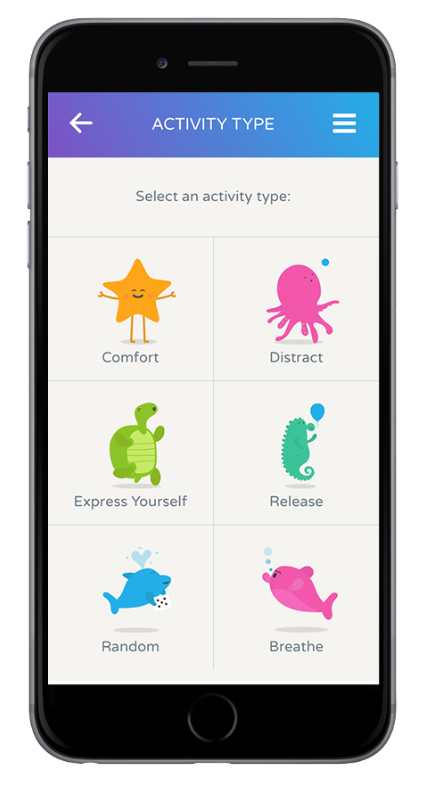 ACTIVITY TYPE
Select an activity type:
Comfort
Distract
Express Yourself
Release
Random
Breathe